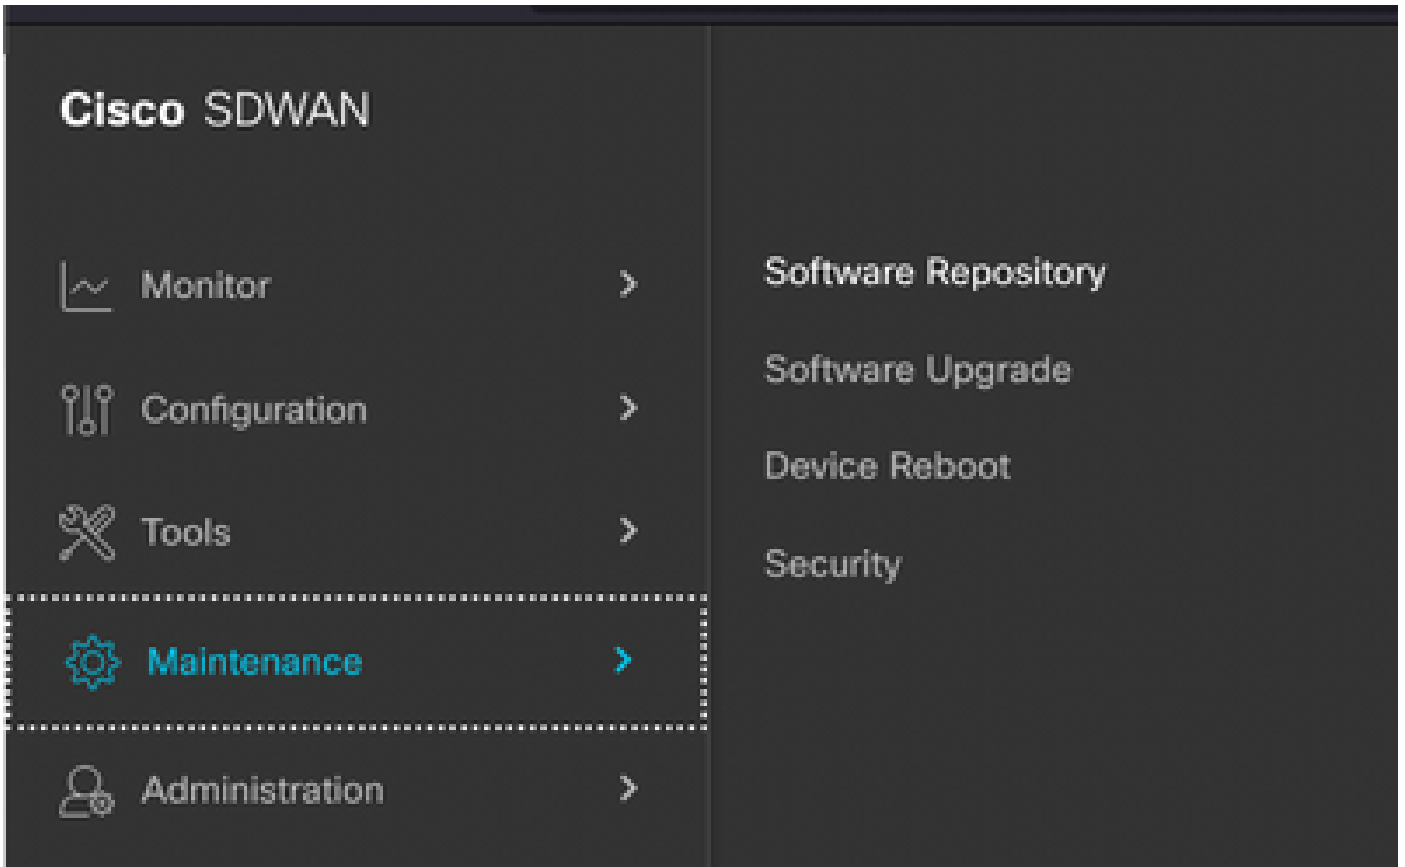 Cisco SDWAN
Monitor
Configuration
Tools
Maintenance
Administration
Software Repository
Software Upgrade
Device Reboot
Security